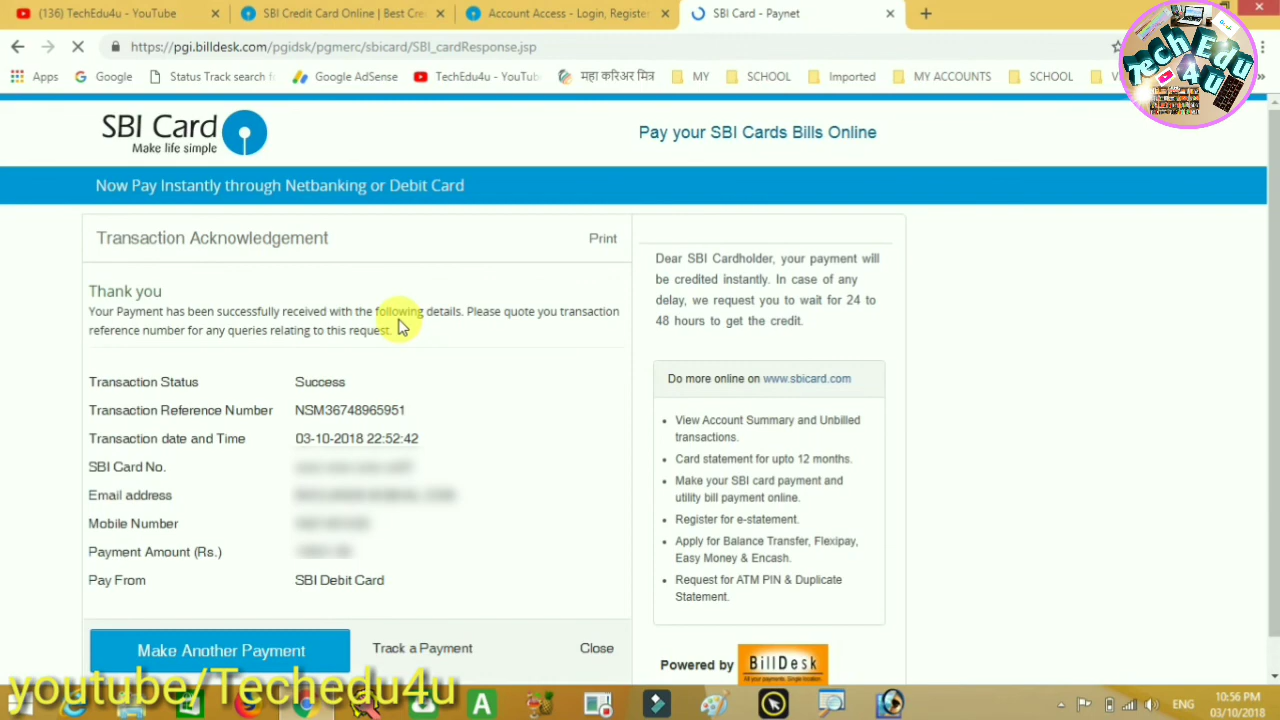 (136) TechEdu4u - YouTube
SBI Credit Card Online | Best Cre
Account Access - Login, Register
SBI Card - Paynet
https://pgi.billdesk.com/pgidsk/pgmerc/sbicard/SBI_cardResponse.jsp
Apps
Google
Status Track search f
Google AdSense
TechEdu4u - YouTub
महा करिअर मित्र
MY
SCHOOL
Imported
MY ACCOUNTS
SCHOOL
Tech Edu
4U
SBI Card
Make life simple
Pay your SBI Cards Bills Online
Now Pay Instantly through Netbanking or Debit Card
Transaction Acknowledgement
Print
Thank you
Your Payment has been successfully received with the following details. Please quote you transaction
reference number for any queries relating to this request.
Transaction Status Success
Transaction Reference Number NSM36748965951
Transaction date and Time 03-10-2018 22:52:42
SBI Card No.
Email address
Mobile Number
Payment Amount (Rs.)
Pay From SBI Debit Card
Make Another Payment
Track a Payment
Close
Dear SBI Cardholder, your payment will
be credited instantly. In case of any
delay, we request you to wait for 24 to
48 hours to get the credit.
Do more online on www.sbicard.com
View Account Summary and Unbilled
transactions.
Card statement for upto 12 months.
Make your SBI card payment and
utility bill payment online.
Register for e-statement.
Apply for Balance Transfer, Flexipay,
Easy Money & Encash.
Request for ATM PIN & Duplicate
Statement.
Powered by BillDesk
All your payments. Single location.
youtube/Techedu4u
ENG
10:56 PM
03/10/2018